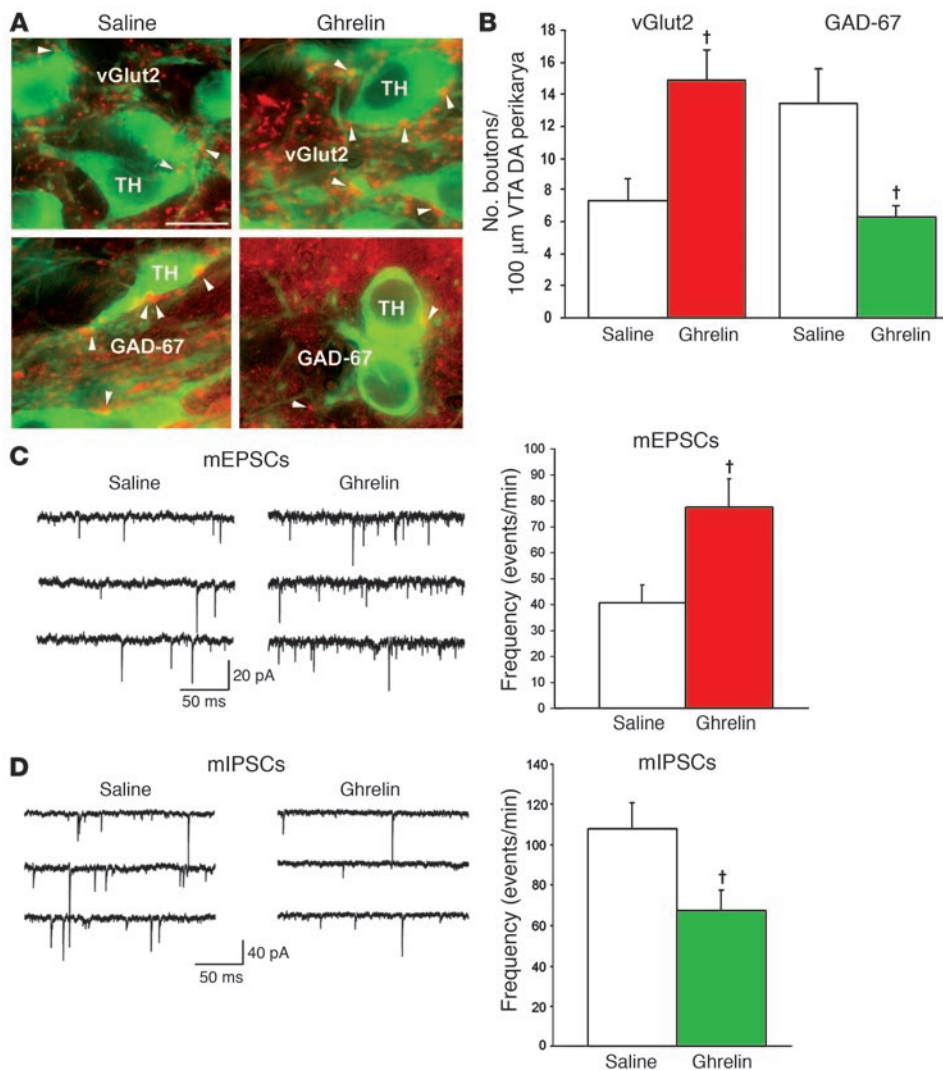 A
Saline
Ghrelin
vGlut2
TH
TH
vGlut2
TH
GAD-67
TH
GAD-67
B
vGlut2
GAD-67
No. boutons/
100 µm VTA DA perikarya
18
16
14
12
10
8
6
4
2
0
†
†
Saline
Ghrelin
Saline
Ghrelin
C
mEPSCs
Saline
Ghrelin
20 pA
50 ms
mEPSCs
Frequency (events/min)
100
90
80
70
60
50
40
30
20
10
0
†
Saline
Ghrelin
D
mIPSCs
Saline
Ghrelin
40 pA
50 ms
mIPSCs
Frequency (events/min)
140
120
100
80
60
40
20
0
†
Saline
Ghrelin